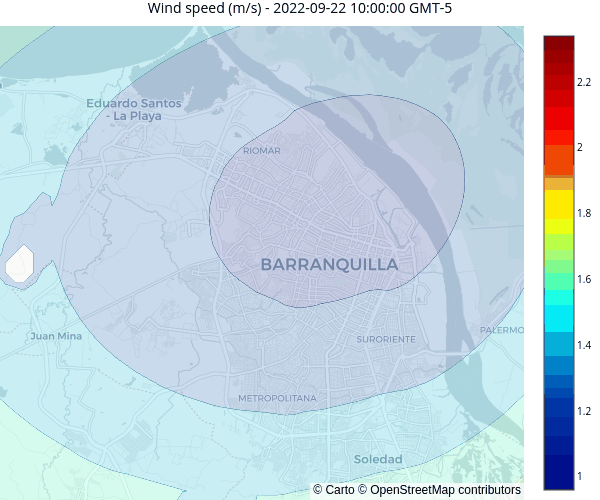 Wind speed (m/s) - 2022-09-22 10:00:00 GMT-5
Eduardo Santos
- La Playa
RIOMAR
BARRANQUILLA
Juan Mina
SURORIENTE
PALERMO
METROPOLITANA
Soledad
© Carto © OpenStreetMap contributors
2.2
2
1.8
1.6
1.4
1.2
1